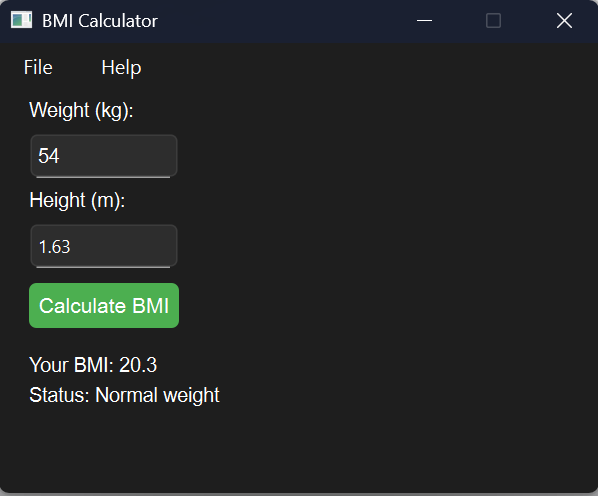 BMI Calculator
File Help
Weight (kg):
54
Height (m):
1.63
Calculate BMI
Your BMI: 20.3
Status: Normal weight